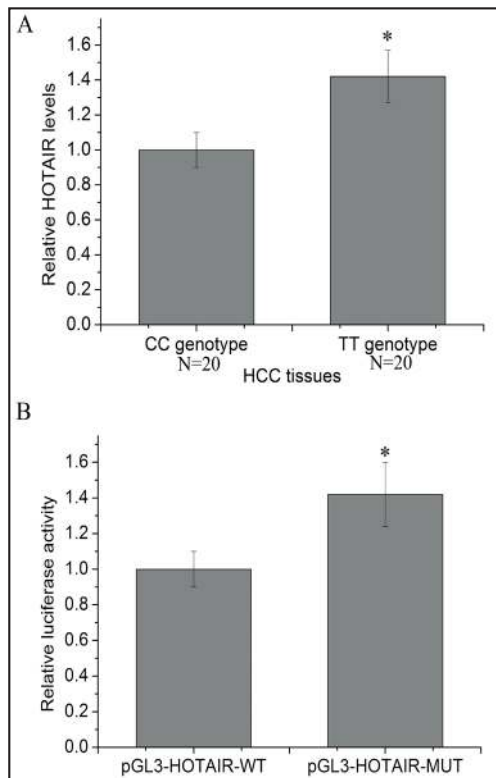 A
Relative HOTAIR levels
1.6
1.4
1.2
1.0
0.8
0.6
0.4
0.2
0.0
*
CC genotype TT genotype
N=20 N=20
HCC tissues
B
Relative luciferase activity
1.6
1.4
1.2
1.0
0.8
0.6
0.4
0.2
0.0
*
pGL3-HOTAIR-WT pGL3-HOTAIR-MUT